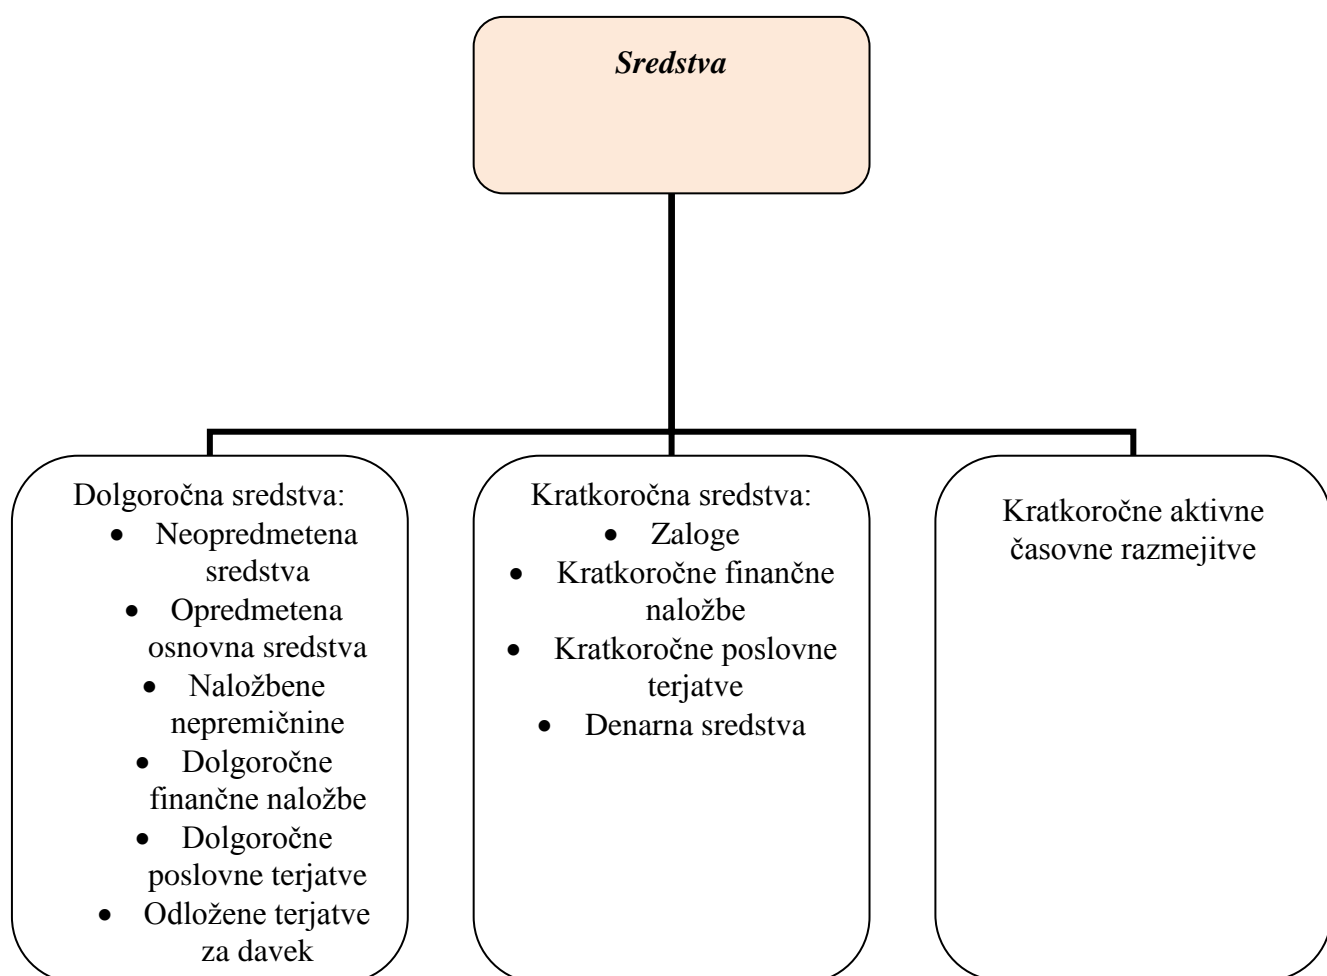 Sredstva
Dolgoročna sredstva:
• Neopredmetena
sredstva
• Opredmetena
osnovna sredstva
• Naložbene
nepremičnine
• Dolgoročne
finančne naložbe
• Dolgoročne
poslovne terjatve
• Odložene terjatve
za davek
Kratkoročna sredstva:
• Zaloge
• Kratkoročne finančne
naložbe
• Kratkoročne poslovne
terjatve
• Denarna sredstva
Kratkoročne aktivne
časovne razmejitve